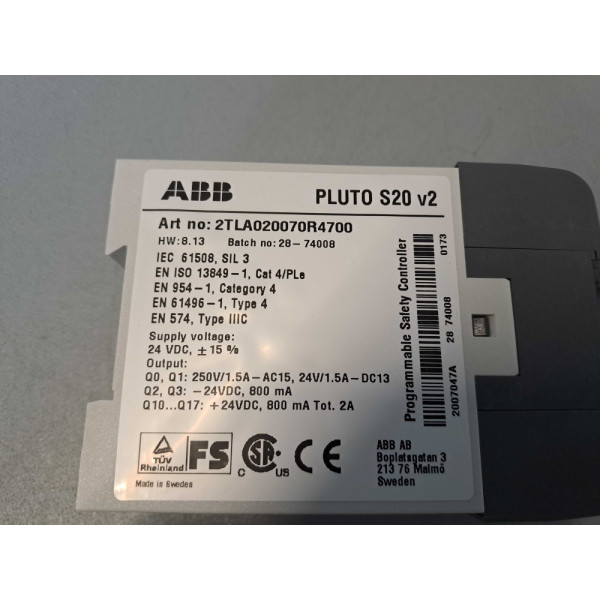 ABB PLUTO S20 v2
Art no: 2TLA020070R4700
HW:8.13 Batch no: 28-74008
IEC 61508, SIL 3
EN ISO 13849-1, Cat 4/PLe
EN 954-1, Category 4
EN 61496-1, Type 4
EN 574, Type IIIC
Supply voltage:
24 VDC, ±15 %
Output:
Q0, Q1: 250V/1.5A-AC15, 24V/1.5A-DC13
Q2, Q3: -24VDC, 800 mA
Q10...Q17: +24VDC, 800 mA Tot. 2A
TÜV
Rheinland
FS
C SA US
CE
Made in Sweden
ABB AB
Boplatsgatan 3
213 76 Malmö
Sweden
Programmable Safety Controller
2007047A 28 74008 0173